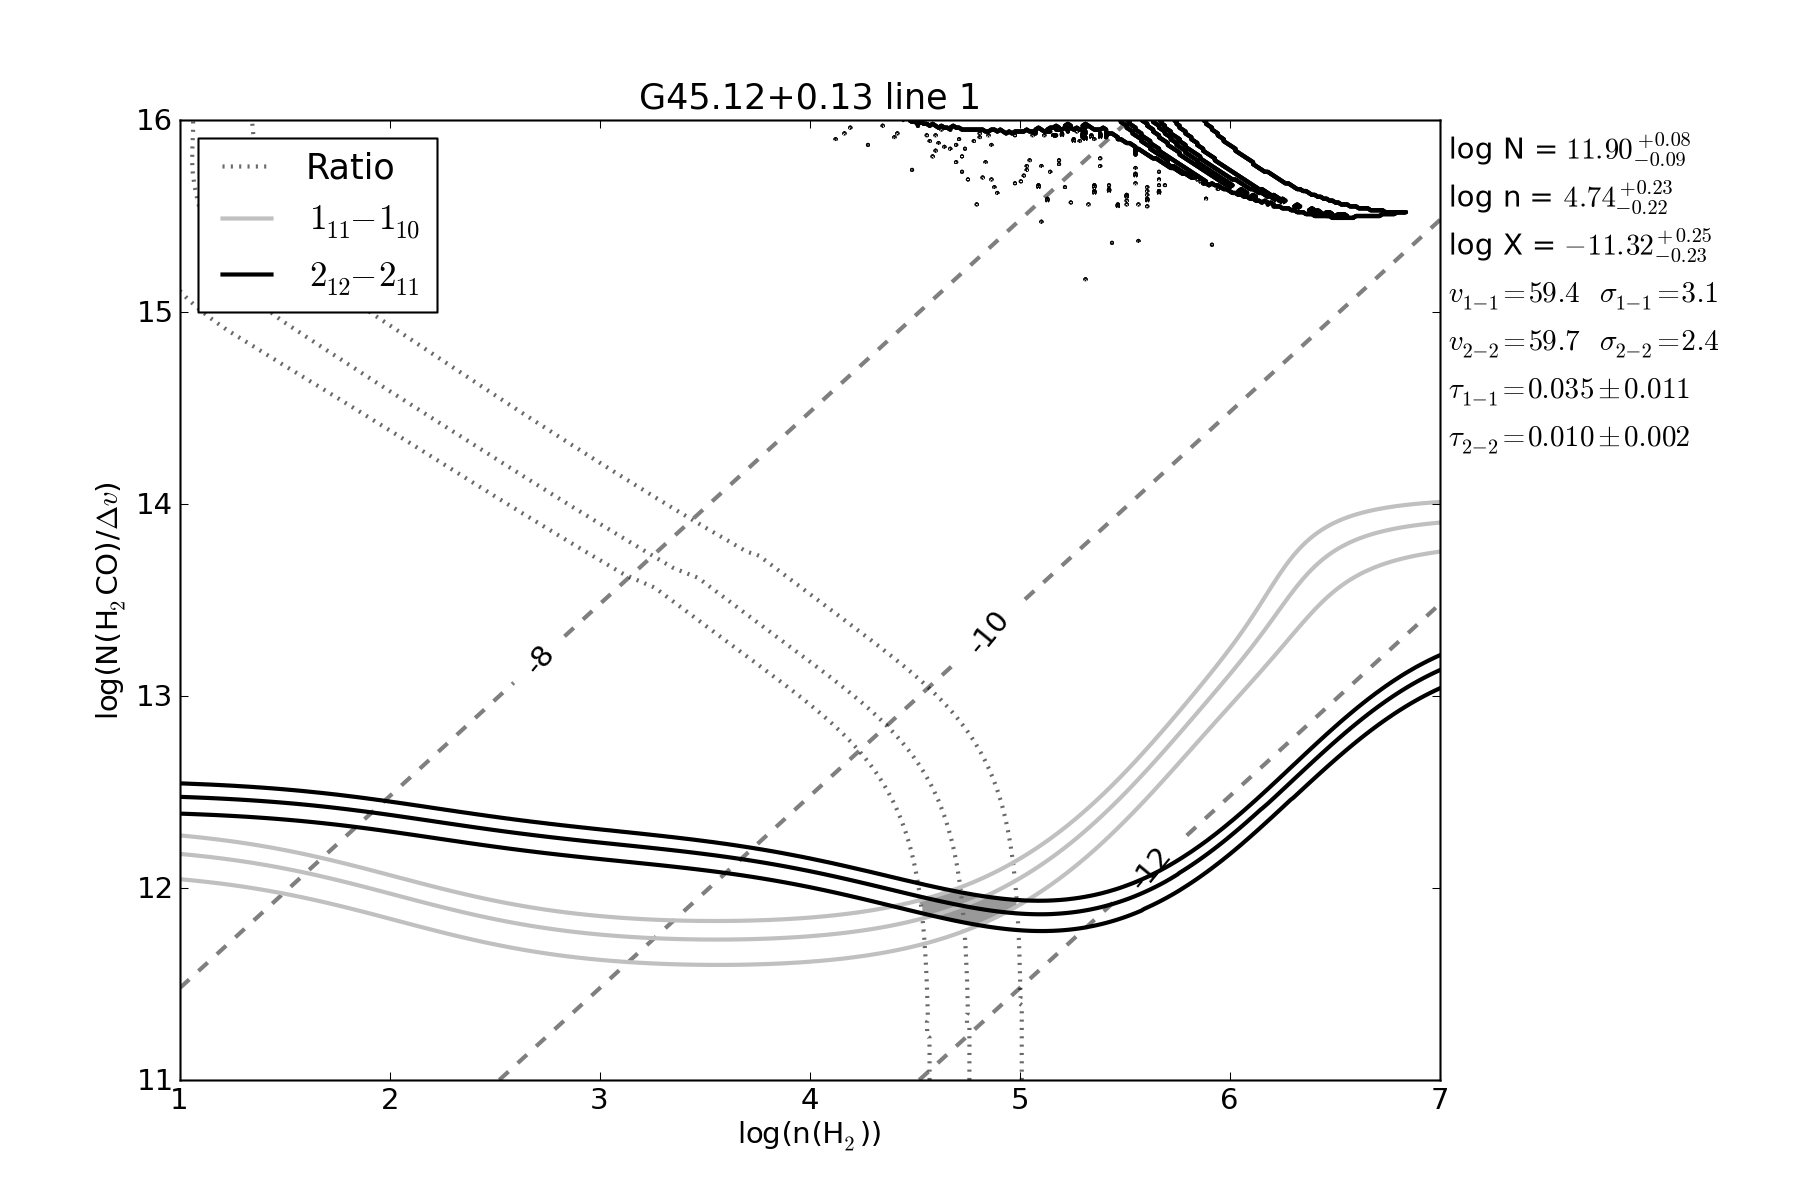 G45.12+0.13 line 1
16
15
14
13
12
11
log(N(H₂CO)/Δv)
Ratio
1₁₁−1₁₀
2₁₂−2₁₁
-8
-10
-12
1 2 3 4 5 6 7
log(n(H₂))
log N = 11.90 +0.08 −0.09
log n = 4.74 +0.23 −0.22
log X = −11.32 +0.25 −0.23
v₁₋₁=59.4 σ₁₋₁=3.1
v₂₋₂=59.7 σ₂₋₂=2.4
τ₁₋₁=0.035±0.011
τ₂₋₂=0.010±0.002